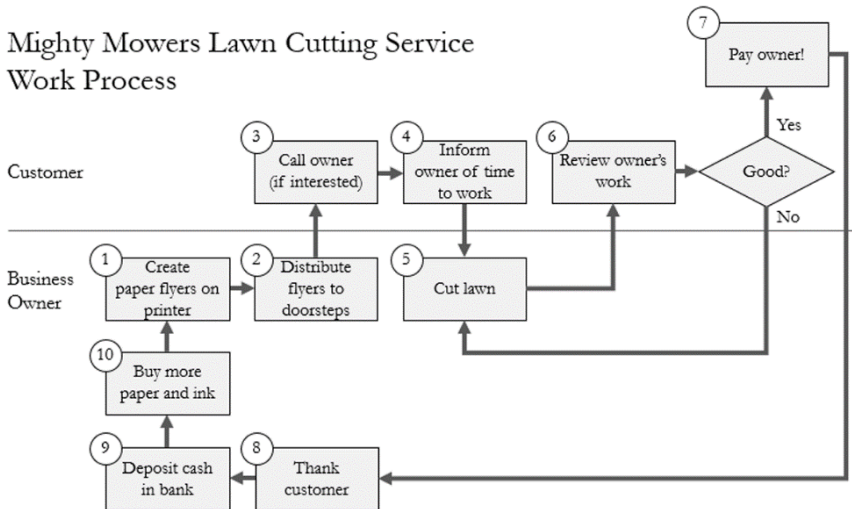 Mighty Mowers Lawn Cutting Service
Work Process
7
Pay owner!
Yes
Customer
3
Call owner
(if interested)
4
Inform
owner of time
to work
6
Review owner's
work
Good?
No
Business
Owner
1
Create
paper flyers on
printer
2
Distribute
flyers to
doorsteps
5
Cut lawn
10
Buy more
paper and ink
9
Deposit cash
in bank
8
Thank
customer